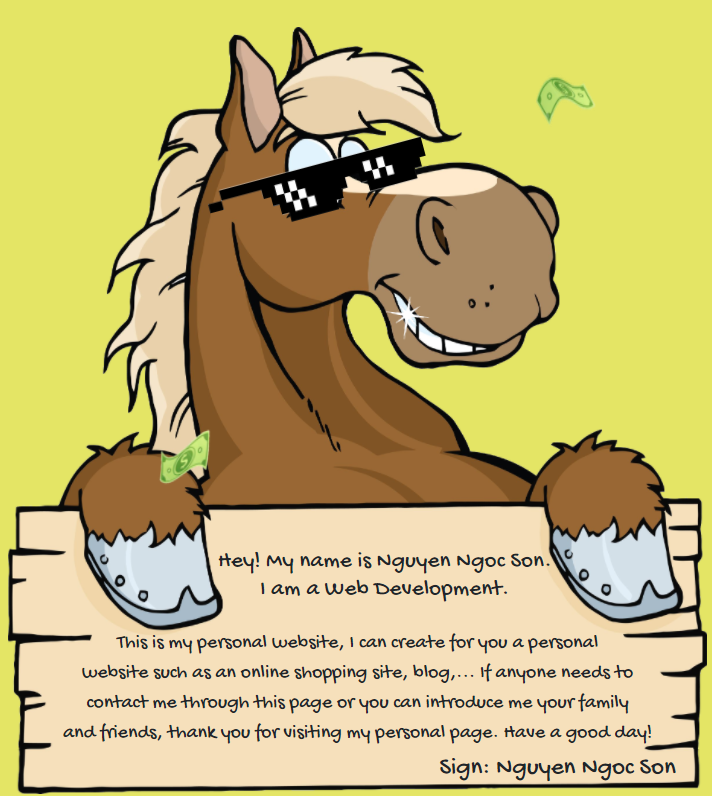 Hey! My name is Nguyen Ngoc Son.
I am a Web Development.
This is my personal website, I can create for you a personal
website such as an online shopping site, blog,... If anyone needs to
contact me through this page or you can introduce me your family
and friends, thank you for visiting my personal page. Have a good day!
Sign: Nguyen Ngoc Son